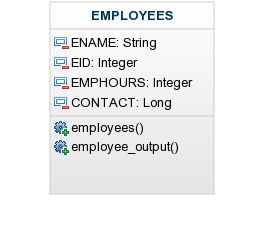 EMPLOYEES
ENAME: String
EID: Integer
EMPHOURS: Integer
CONTACT: Long
employees()
employee_output()